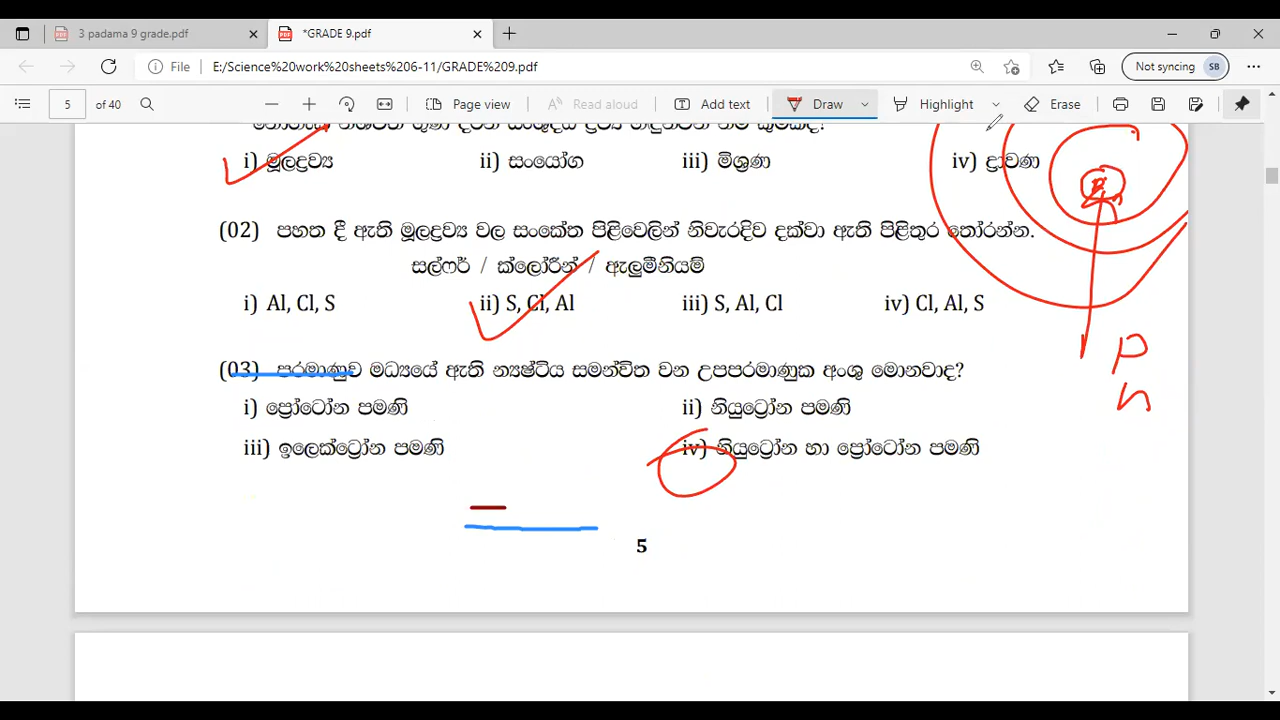 3 padama 9 grade.pdf
*GRADE 9.pdf
File E:/Science%20work%20sheets%206-11/GRADE%209.pdf Not syncing SB
5 of 40 Page view Read aloud Add text Draw Highlight Erase
i) මූලද්‍රව්‍ය ii) සංයෝග iii) මිශ්‍රණ iv) ද්‍රාවණ
(02) පහත දී ඇති මූලද්‍රව්‍ය වල සංකේත පිළිවෙලින් නිවැරදිව දක්වා ඇති පිළිතුර තෝරන්න.
සල්ෆර් / ක්ලෝරීන් / ඇලුමීනියම්
i) Al, Cl, S ii) S, Cl, Al iii) S, Al, Cl iv) Cl, Al, S
(03) පරමාණුව මධ්‍යයේ ඇති න්‍යෂ්ටිය සමන්විත වන උපපරමාණුක අංශු මොනවාද?
P
n
i) ප්‍රෝටෝන පමණි ii) නියුට්‍රෝන පමණි
iii) ඉලෙක්ට්‍රෝන පමණි iv) නියුට්‍රෝන හා ප්‍රෝටෝන පමණි
5